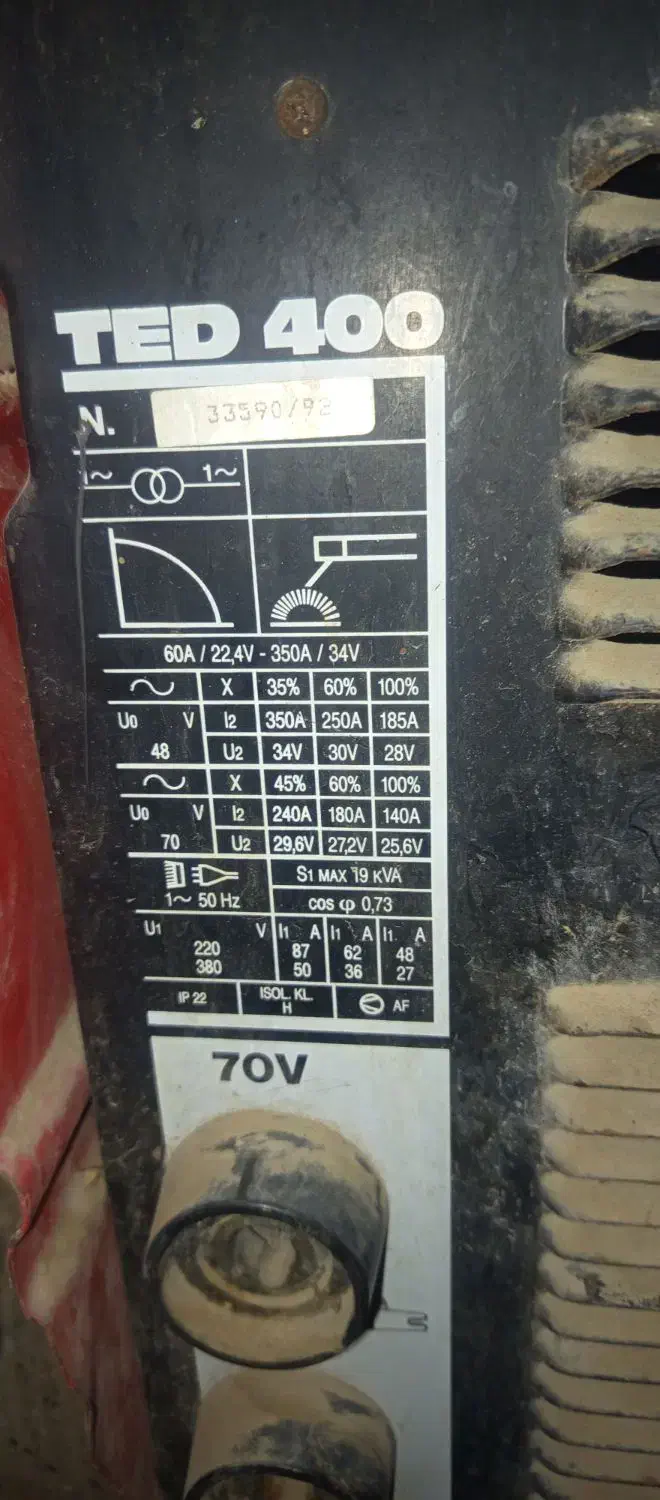 TED 400
N. 33590/92
1~ 1~
60A / 22,4V - 350A / 34V
X 35% 60% 100%
U0 V I2 350A 250A 185A
48 U2 34V 30V 28V
X 45% 60% 100%
U0 V I2 240A 180A 140A
70 U2 29,6V 27,2V 25,6V
S1 MAX 19 KVA
1~ 50 Hz cos φ 0,73
U1 V I1 A I1 A I1 A
220 87 62 48
380 50 36 27
IP 22 ISOL. KL. H AF
70V